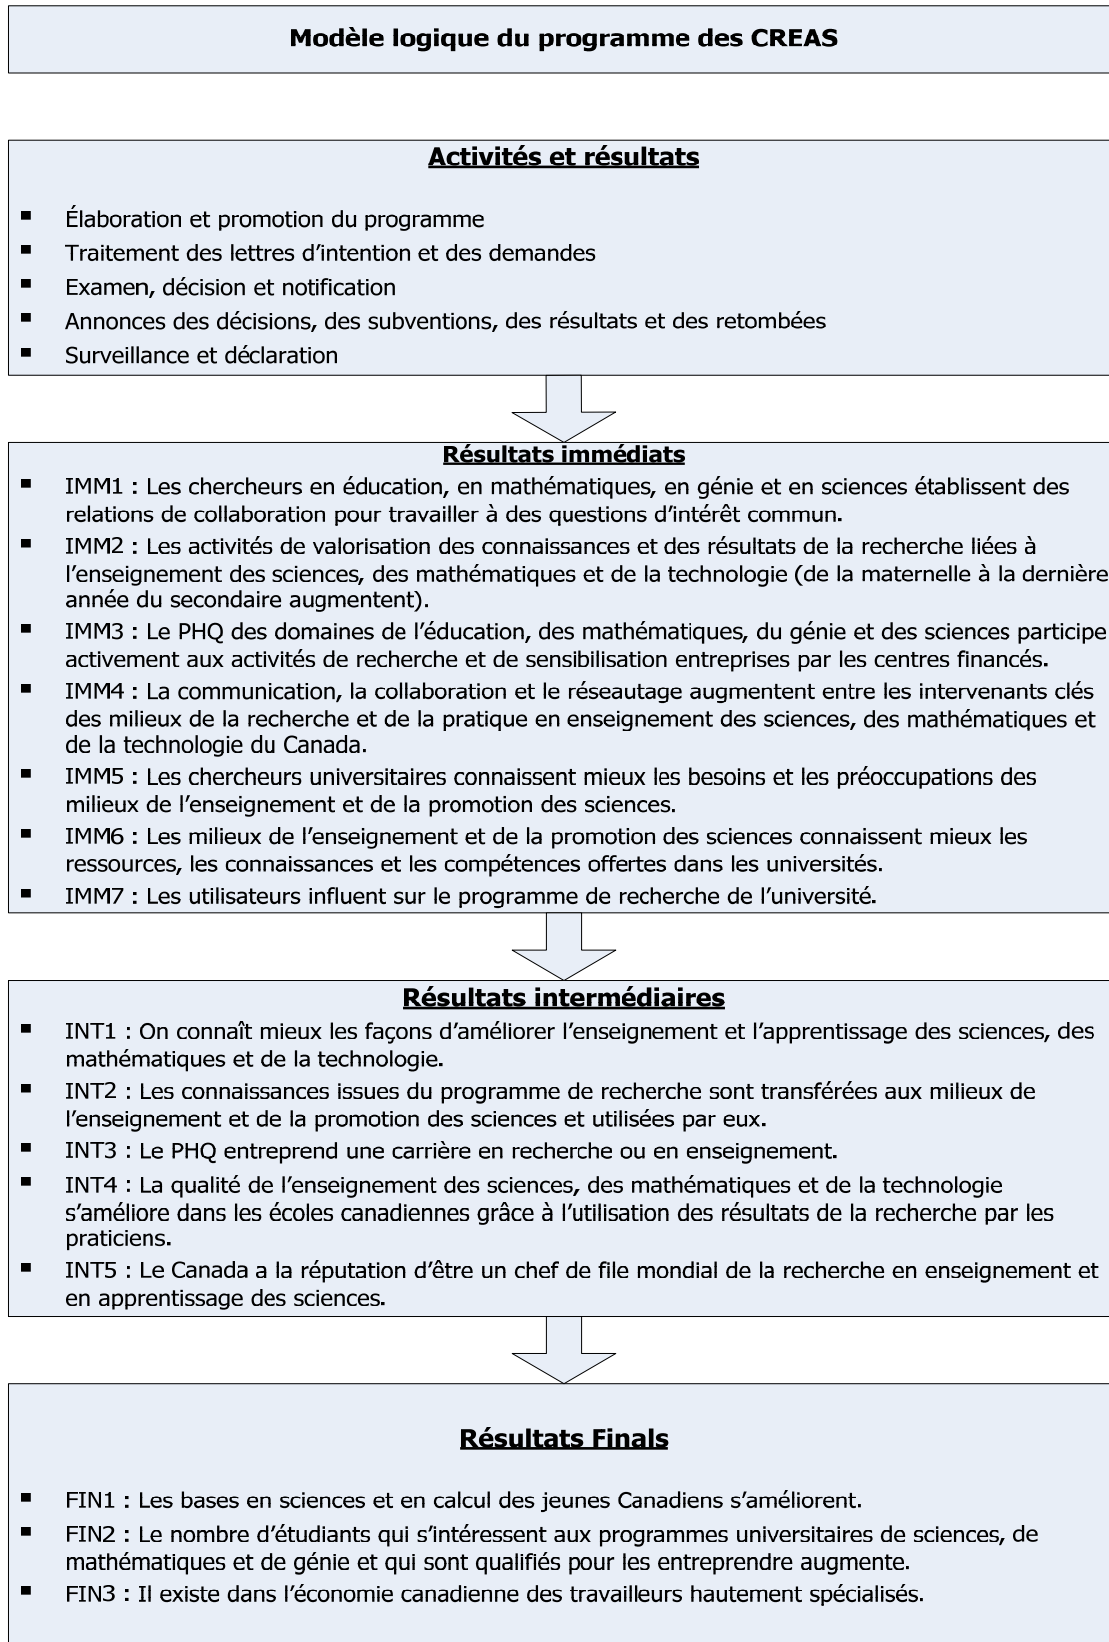 Modèle logique du programme des CREAS
Activités et résultats
▪ Élaboration et promotion du programme
▪ Traitement des lettres d’intention et des demandes
▪ Examen, décision et notification
▪ Annonces des décisions, des subventions, des résultats et des retombées
▪ Surveillance et déclaration
Résultats immédiats
▪ IMM1 : Les chercheurs en éducation, en mathématiques, en génie et en sciences établissent des
relations de collaboration pour travailler à des questions d’intérêt commun.
▪ IMM2 : Les activités de valorisation des connaissances et des résultats de la recherche liées à
l’enseignement des sciences, des mathématiques et de la technologie (de la maternelle à la dernière
année du secondaire augmentent).
▪ IMM3 : Le PHQ des domaines de l’éducation, des mathématiques, du génie et des sciences participe
activement aux activités de recherche et de sensibilisation entreprises par les centres financés.
▪ IMM4 : La communication, la collaboration et le réseautage augmentent entre les intervenants clés
des milieux de la recherche et de la pratique en enseignement des sciences, des mathématiques et
de la technologie du Canada.
▪ IMM5 : Les chercheurs universitaires connaissent mieux les besoins et les préoccupations des
milieux de l’enseignement et de la promotion des sciences.
▪ IMM6 : Les milieux de l’enseignement et de la promotion des sciences connaissent mieux les
ressources, les connaissances et les compétences offertes dans les universités.
▪ IMM7 : Les utilisateurs influent sur le programme de recherche de l’université.
Résultats intermédiaires
▪ INT1 : On connaît mieux les façons d’améliorer l’enseignement et l’apprentissage des sciences, des
mathématiques et de la technologie.
▪ INT2 : Les connaissances issues du programme de recherche sont transférées aux milieux de
l’enseignement et de la promotion des sciences et utilisées par eux.
▪ INT3 : Le PHQ entreprend une carrière en recherche ou en enseignement.
▪ INT4 : La qualité de l’enseignement des sciences, des mathématiques et de la technologie
s’améliore dans les écoles canadiennes grâce à l’utilisation des résultats de la recherche par les
praticiens.
▪ INT5 : Le Canada a la réputation d’être un chef de file mondial de la recherche en enseignement et
en apprentissage des sciences.
Résultats Finals
▪ FIN1 : Les bases en sciences et en calcul des jeunes Canadiens s’améliorent.
▪ FIN2 : Le nombre d’étudiants qui s’intéressent aux programmes universitaires de sciences, de
mathématiques et de génie et qui sont qualifiés pour les entreprendre augmente.
▪ FIN3 : Il existe dans l’économie canadienne des travailleurs hautement spécialisés.